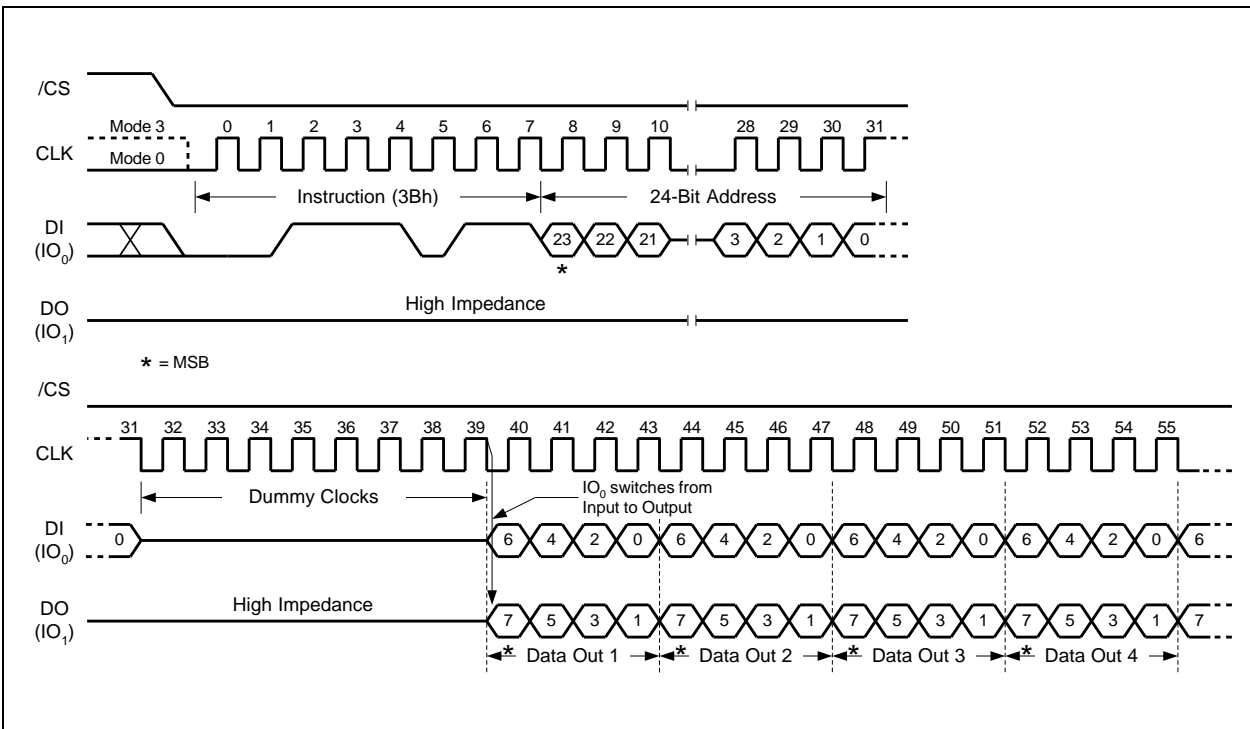 /CS
Mode 3 0 1 2 3 4 5 6 7 8 9 10 28 29 30 31
CLK
Mode 0
Instruction (3Bh) 24-Bit Address
DI
(IO0) 23 22 21 3 2 1 0
*
High Impedance
DO
(IO1)
* = MSB
/CS
31 32 33 34 35 36 37 38 39 40 41 42 43 44 45 46 47 48 49 50 51 52 53 54 55
CLK
Dummy Clocks
IO0 switches from
Input to Output
DI
(IO0) 0 6 4 2 0 6 4 2 0 6 4 2 0 6 4 2 0 6
High Impedance
DO
(IO1) 7 5 3 1 7 5 3 1 7 5 3 1 7 5 3 1 7
* Data Out 1 * Data Out 2 * Data Out 3 * Data Out 4